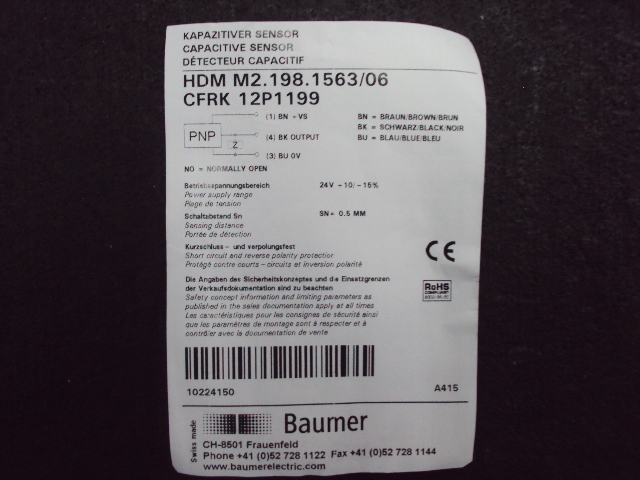 KAPAZITIVER SENSOR
CAPACITIVE SENSOR
DÉTECTEUR CAPACITIF
HDM M2.198.1563/06
CFRK 12P1199
PNP
Z
(1) BN +VS
(4) BK OUTPUT
(3) BU 0V
BN = BRAUN/BROWN/BRUN
BK = SCHWARZ/BLACK/NOIR
BU = BLAU/BLUE/BLEU
NO = NORMALLY OPEN
Betriebsspannungsbereich 24V -10/-15%
Power supply range
Plage de tension
Schaltabstand Sn SN= 0.5 MM
Sensing distance
Portée de détection
Kurzschluss - und verpolungsfest
Short circuit and reverse polarity protection
Protégé contre courts - circuits et inversion polarité
CE
Die Angaben des Sicherheitskonzeptes und die Einsatzgrenzen
der Verkaufsdokumentation sind zu beachten
Safety concept information and limiting parameters as
published in the sales documentation apply at all times
Les caractéristiques pour les consignes de sécurité ainsi
que les paramètres de montage sont à respecter et à
contrôler avec la documentation de vente
RoHS
COMPLIANT
10224150 A415
Swiss made
Baumer
CH-8501 Frauenfeld
Phone +41 (0)52 728 1122 Fax +41 (0)52 728 1144
www.baumerelectric.com